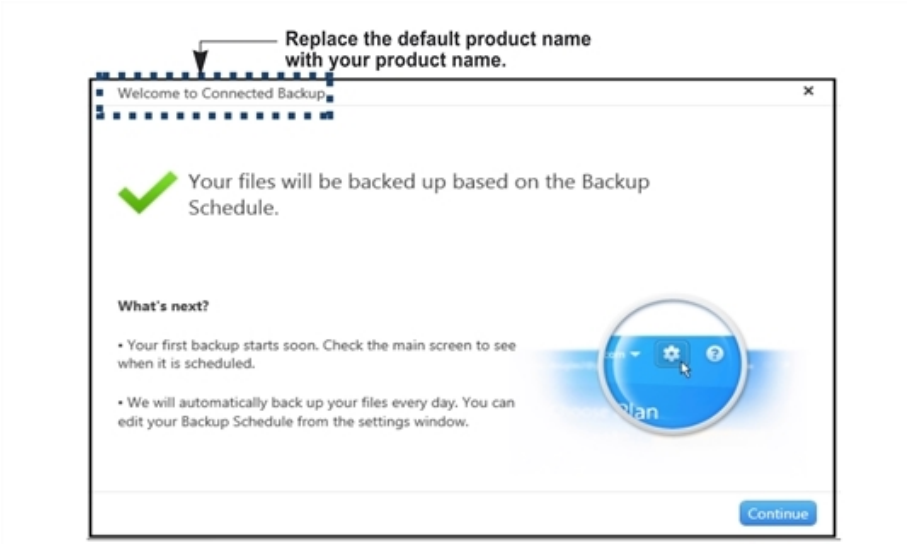 Replace the default product name
with your product name.
Welcome to Connected Backup
Your files will be backed up based on the Backup
Schedule.
What's next?
• Your first backup starts soon. Check the main screen to see
when it is scheduled.
• We will automatically back up your files every day. You can
edit your Backup Schedule from the settings window.
Plan
Continue